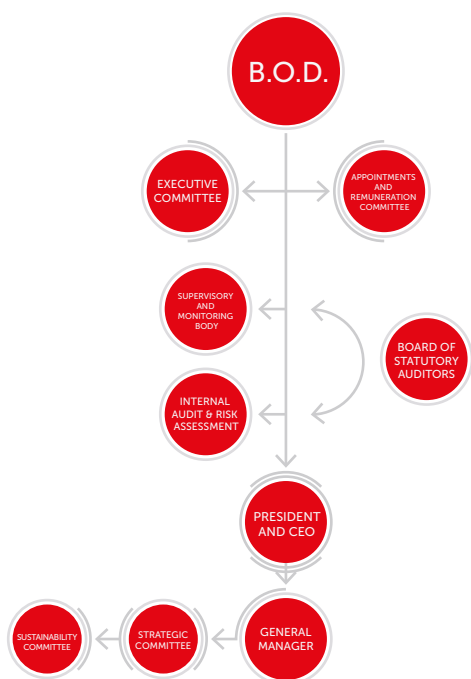 B.O.D.
EXECUTIVE
COMMITTEE
APPOINTMENTS
AND
REMUNERATION
COMMITTEE
SUPERVISORY
AND
MONITORING
BODY
BOARD OF
STATUTORY
AUDITORS
INTERNAL
AUDIT & RISK
ASSESSMENT
PRESIDENT
AND CEO
SUSTAINABILITY
COMMITTEE
STRATEGIC
COMMITTEE
GENERAL
MANAGER